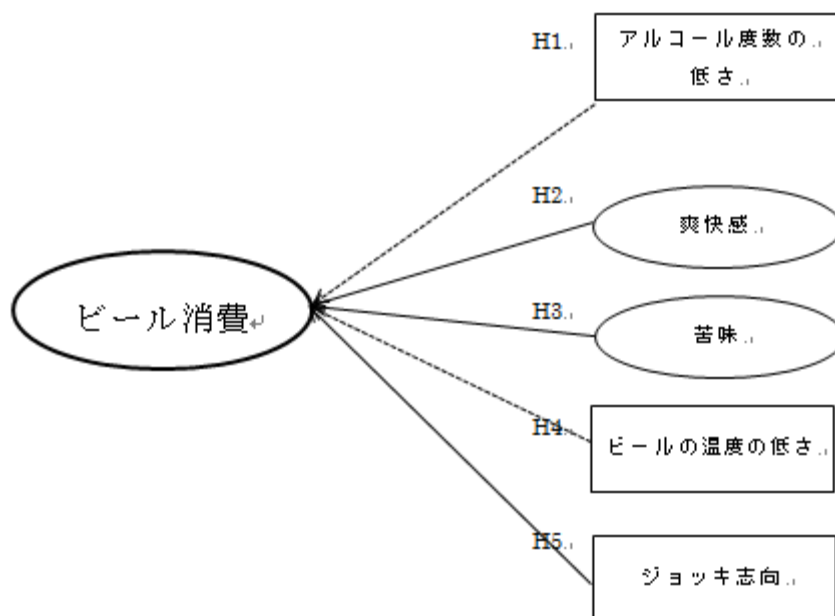 H1.
アルコール度数の
低さ
H2.
爽快感
ビール消費
H3.
苦味
H4.
ビールの温度の低さ
H5.
ジョッキ志向